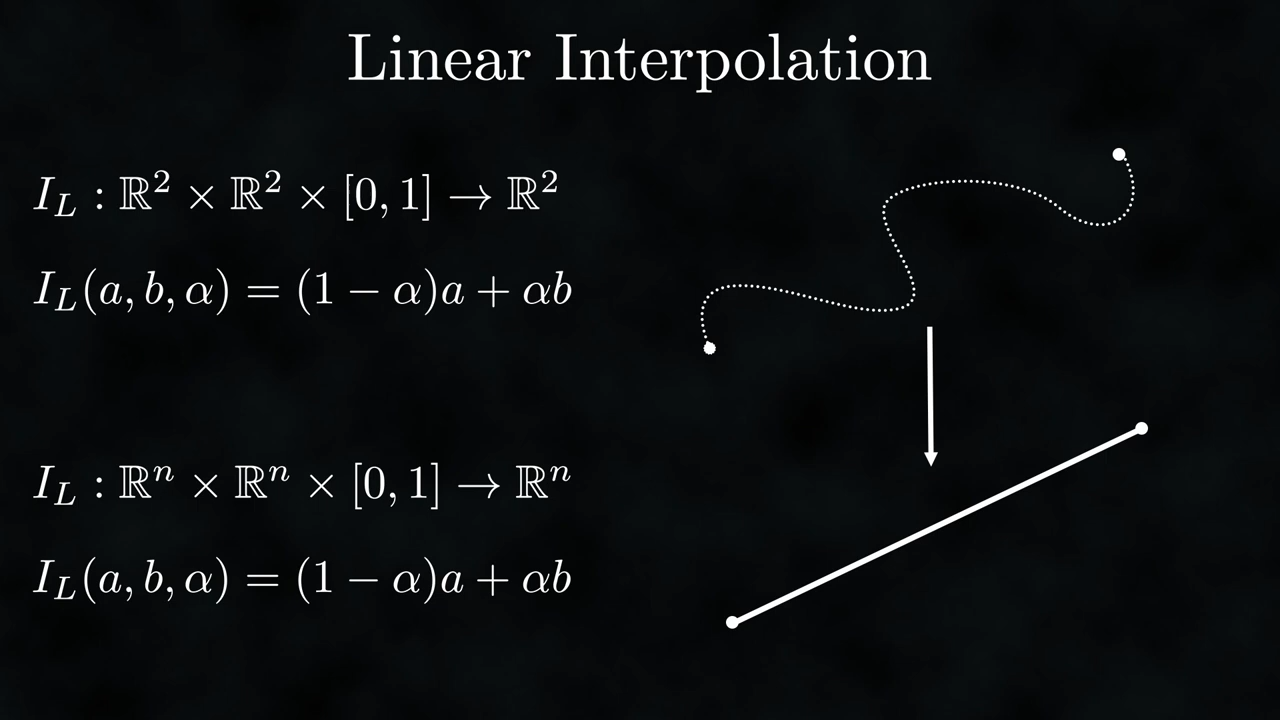 Linear Interpolation
I_L : ℝ² × ℝ² × [0, 1] → ℝ²
I_L(a, b, α) = (1 − α)a + αb
I_L : ℝⁿ × ℝⁿ × [0, 1] → ℝⁿ
I_L(a, b, α) = (1 − α)a + αb